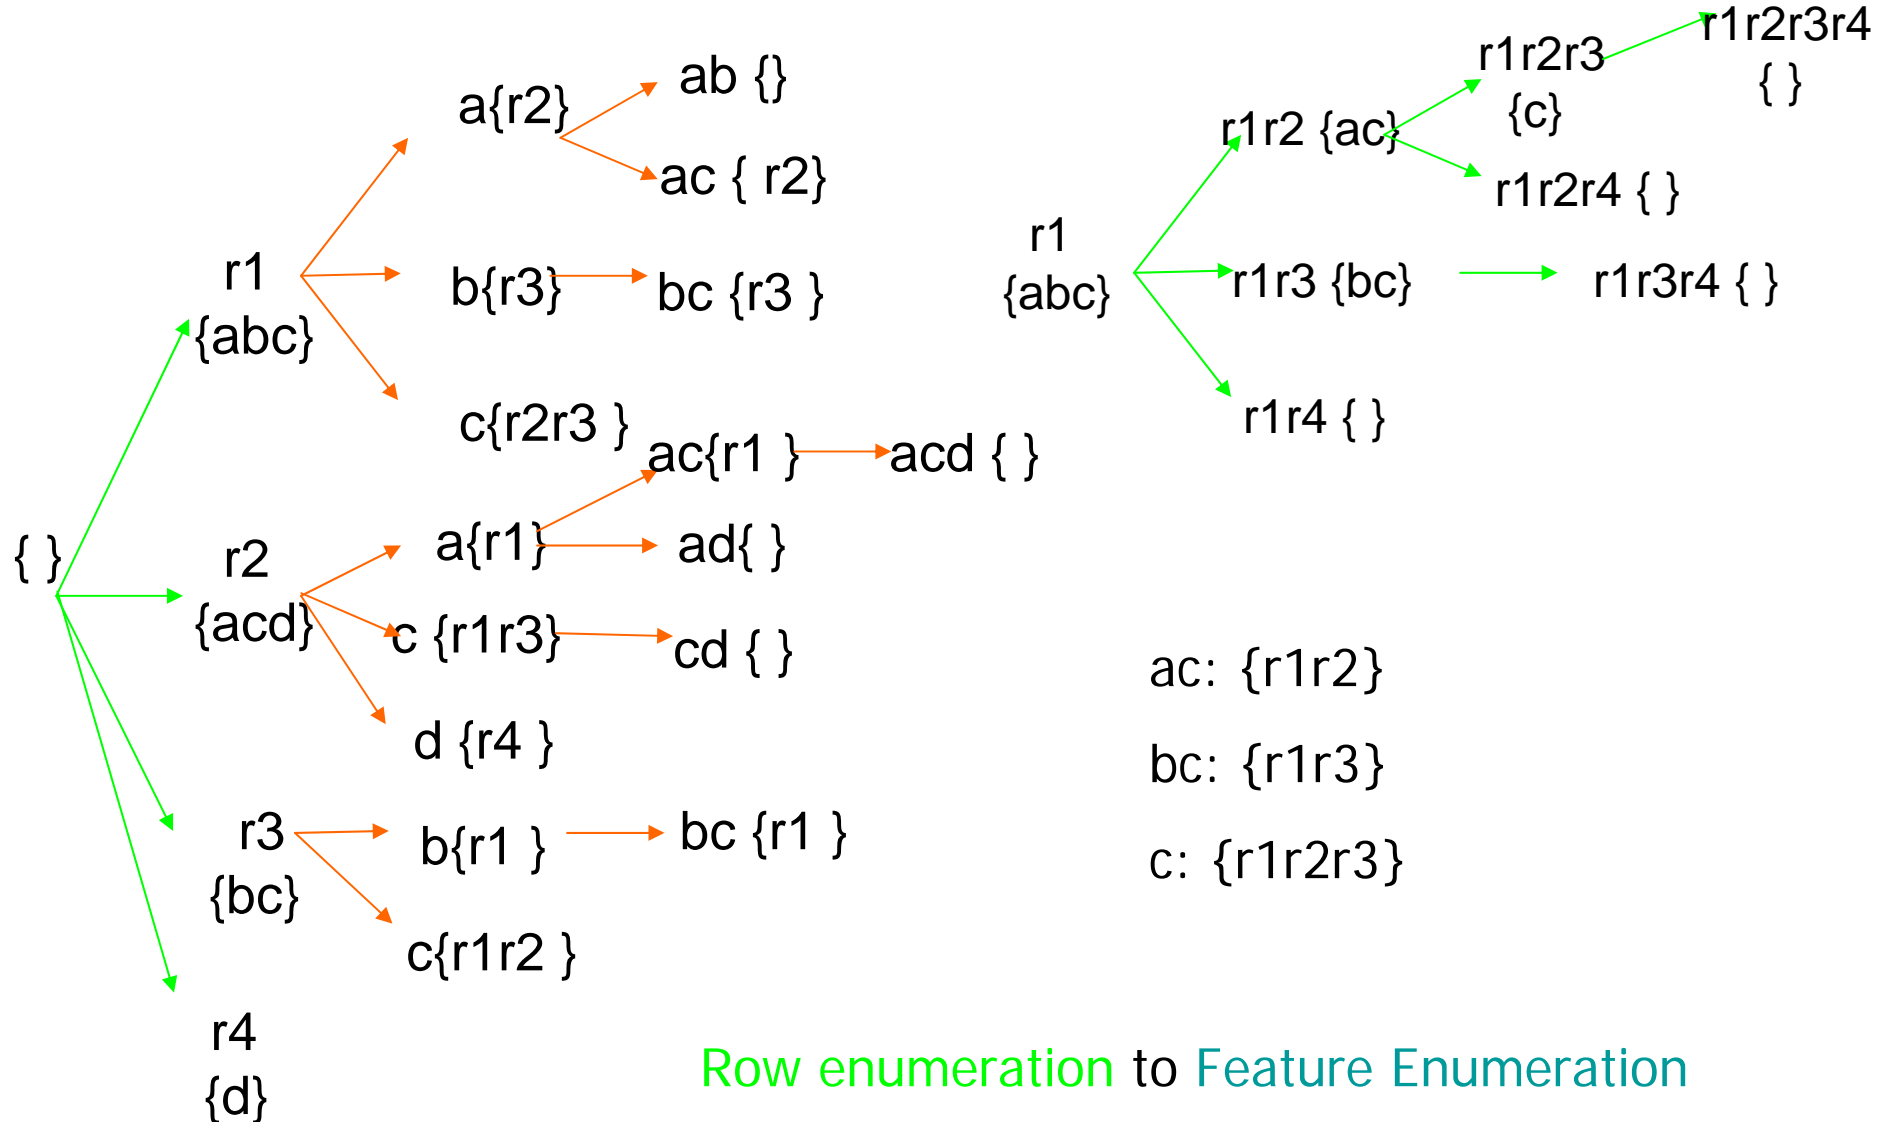 ab {}
a{r2}
ac { r2}
r1
{abc}
b{r3}
bc {r3 }
c{r2r3 }
ac{r1 }
acd { }
{ }
r2
{acd}
a{r1}
ad{ }
c {r1r3}
cd { }
d {r4 }
r3
{bc}
b{r1 }
bc {r1 }
c{r1r2 }
r4
{d}
r1
{abc}
r1r2 {ac}
r1r2r3
{c}
r1r2r3r4
{ }
r1r2r4 { }
r1r3 {bc}
r1r3r4 { }
r1r4 { }
ac: {r1r2}
bc: {r1r3}
c: {r1r2r3}
Row enumeration to Feature Enumeration